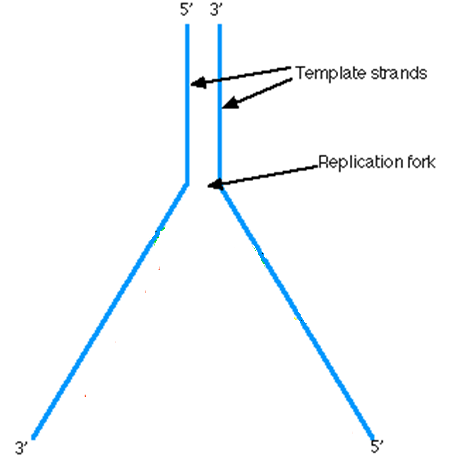 5' 3'
Template strands
Replication fork
3'
5'